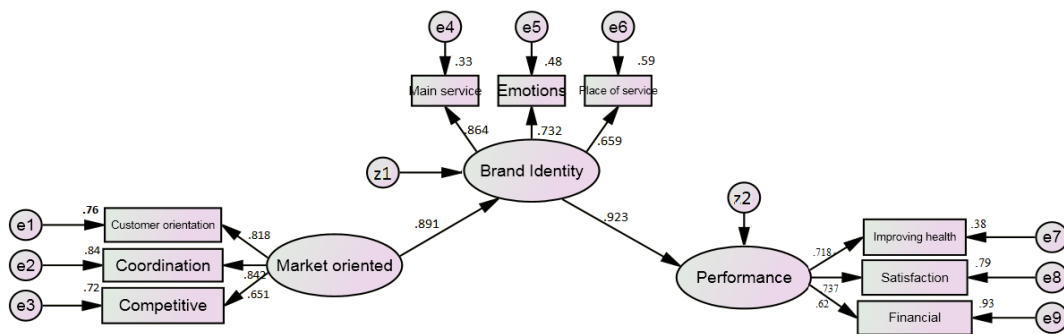 e4
e5
e6
.33
.48
.59
Main service
Emotions
Place of service
.864
.732
.659
z1
Brand Identity
z2
.891
.923
e1
.76
Customer orientation
.818
e2
.84
Coordination
.842
Market oriented
e3
.72
Competitive
.651
Performance
.718
Improving health
.38
e7
.737
Satisfaction
.79
e8
.62
Financial
.93
e9